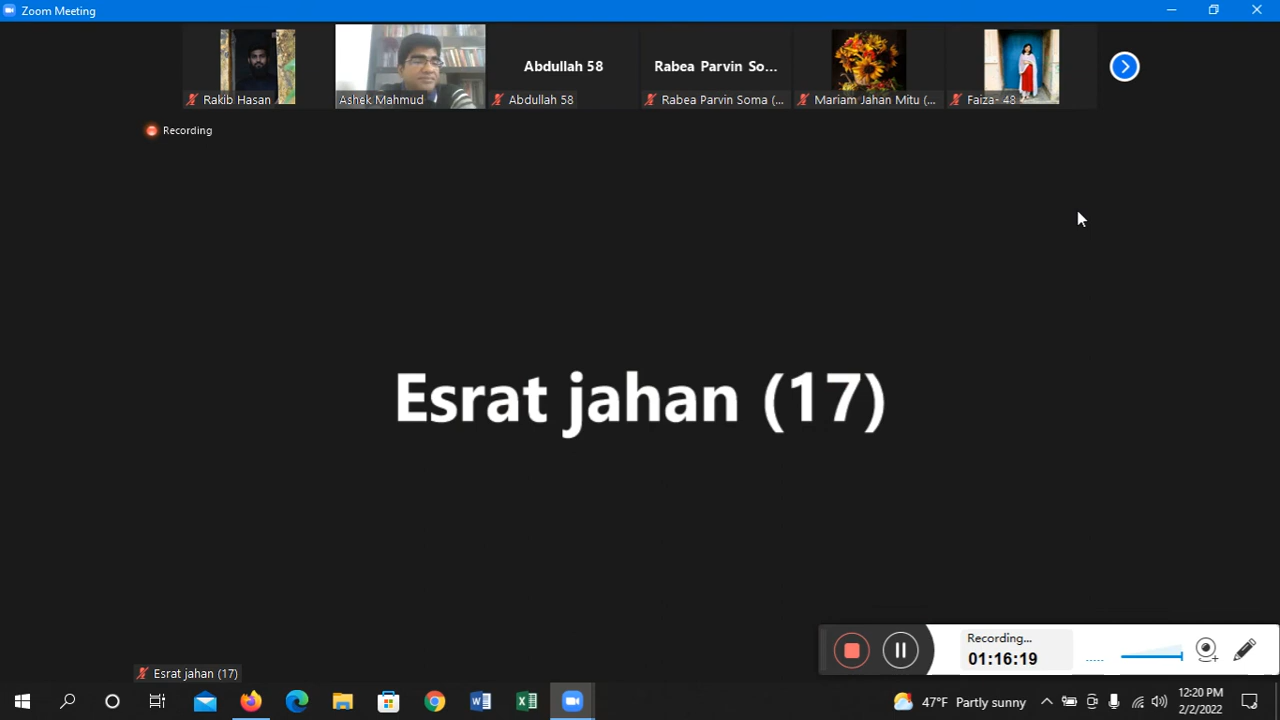 Zoom Meeting
Abdullah 58
Rabea Parvin So...
Rakib Hasan
Ashek Mahmud
Abdullah 58
Rabea Parvin Soma (...
Mariam Jahan Mitu (...
Faiza- 48
Recording
Esrat jahan (17)
Recording...
01:16:19
Esrat jahan (17)
47°F Partly sunny
12:20 PM
2/2/2022